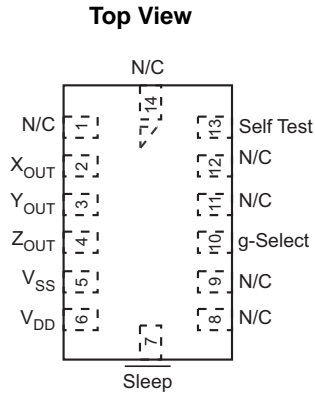 Top View
N/C
14
N/C 1 13 Self Test
X_OUT 2 12 N/C
Y_OUT 3 11 N/C
Z_OUT 4 10 g-Select
V_SS 5 9 N/C
V_DD 6 8 N/C
7
Sleep